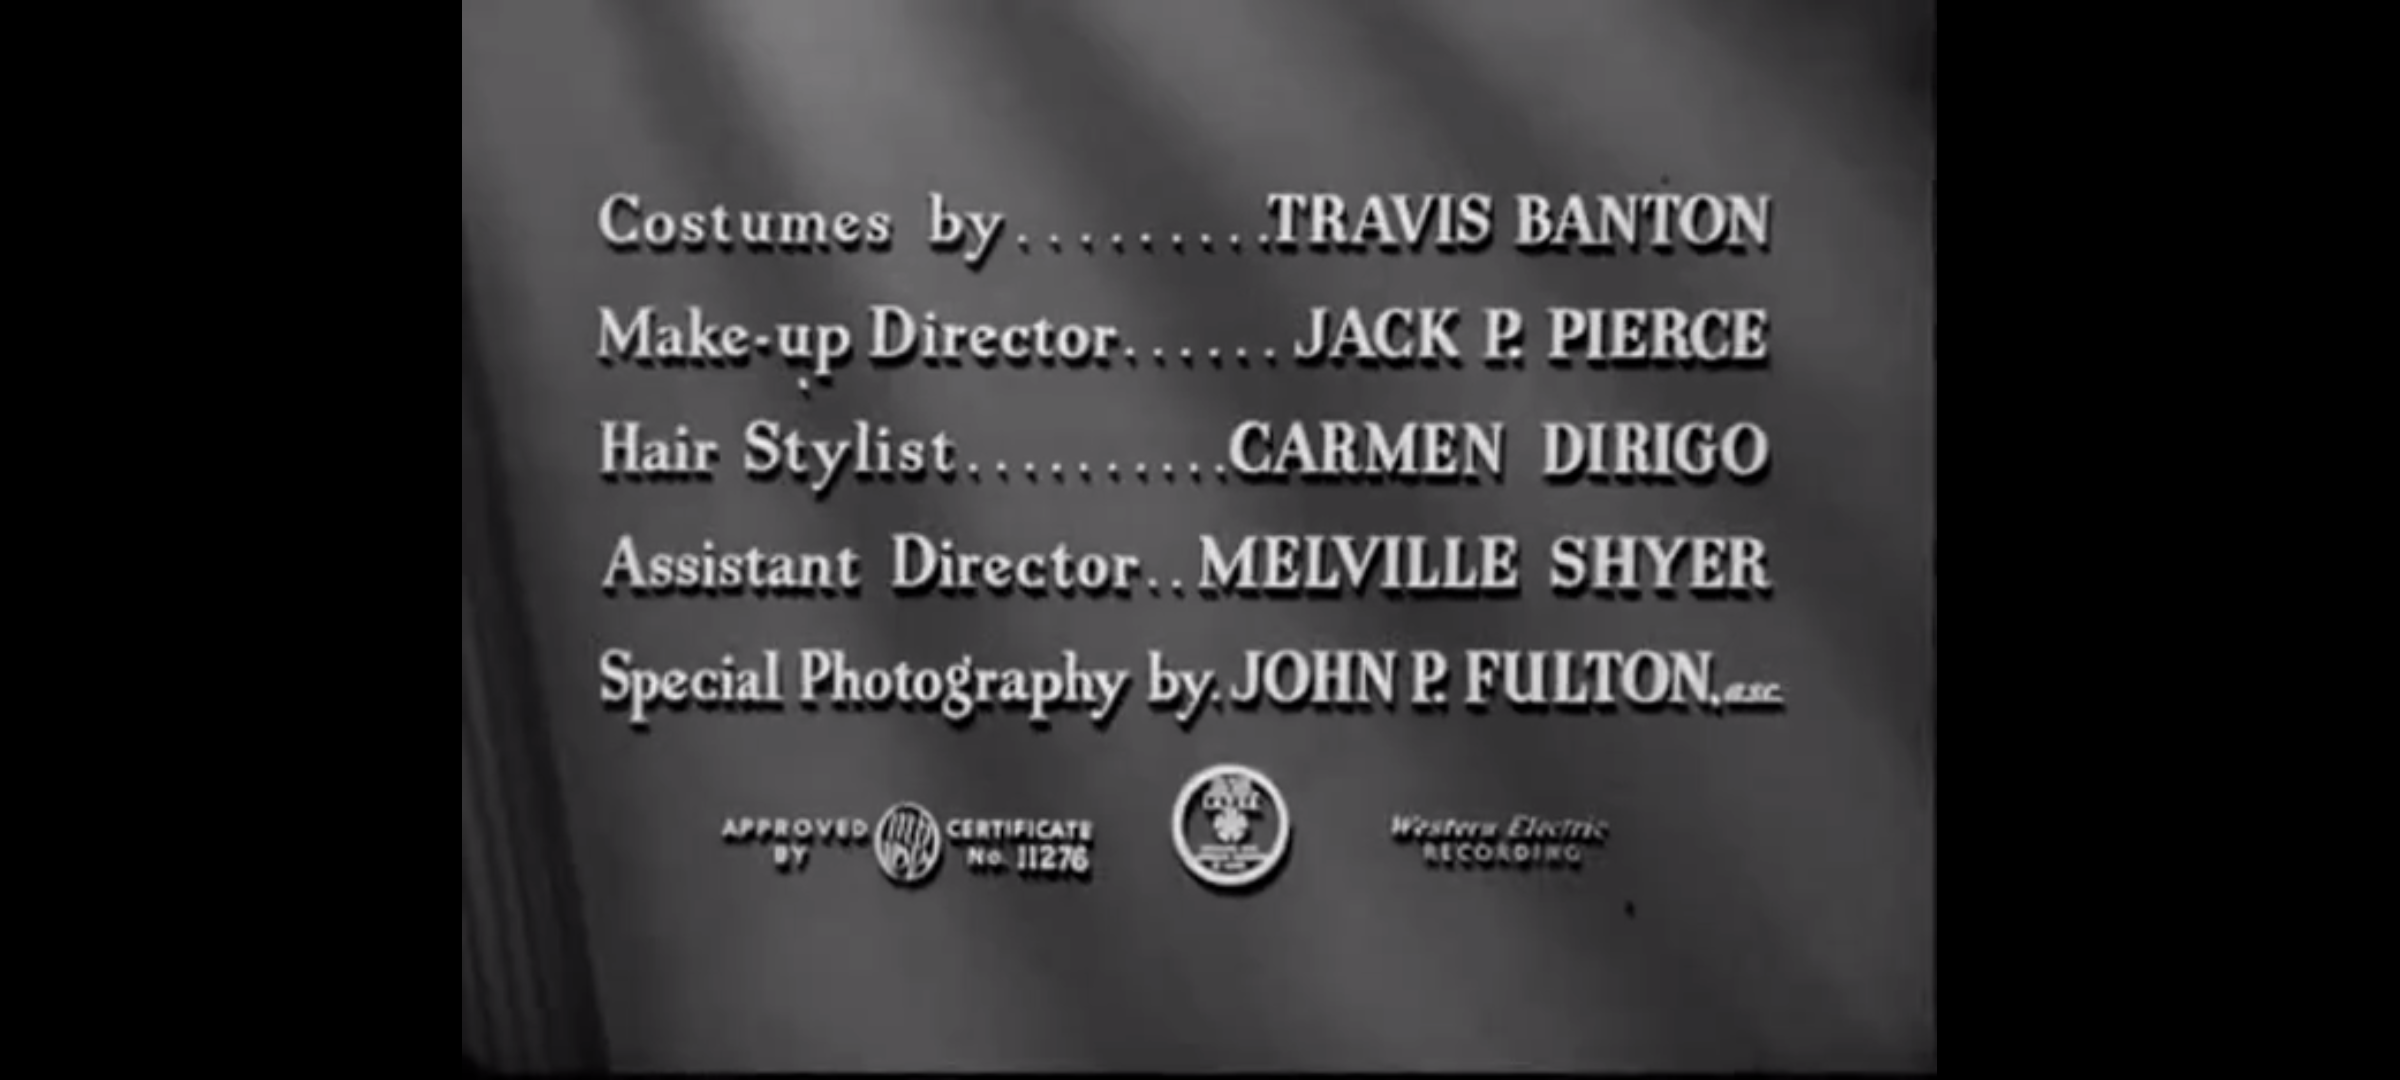 Costumes by.........TRAVIS BANTON
Make-up Director......JACK P. PIERCE
Hair Stylist..........CARMEN DIRIGO
Assistant Director..MELVILLE SHYER
Special Photography by.JOHN P. FULTON, a.s.c.
APPROVED BY CERTIFICATE No. 11276
Western Electric
RECORDING